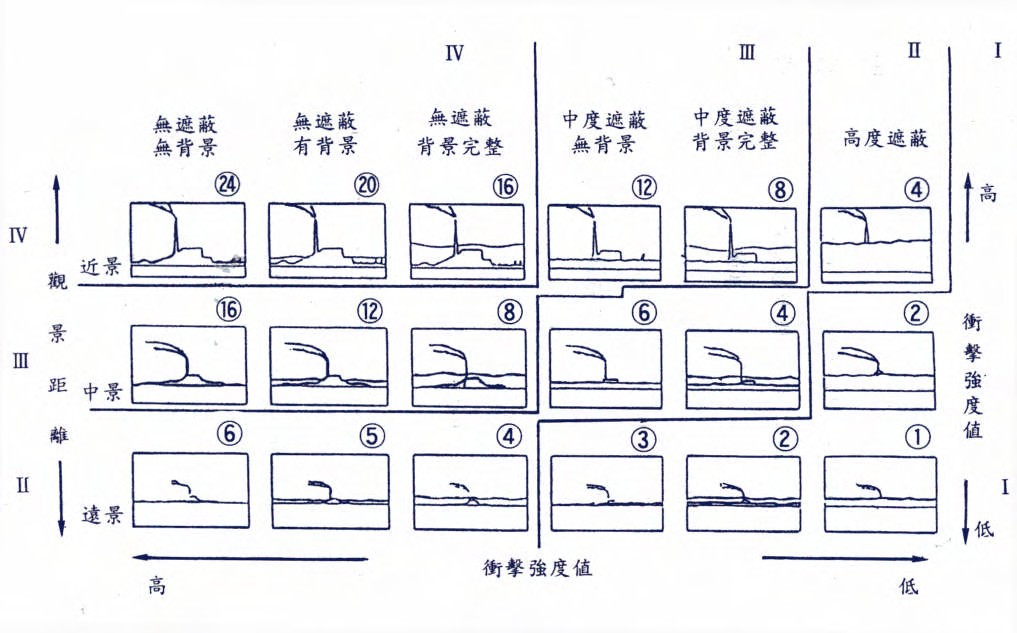 IV III II I
無遮蔽 無遮蔽 無遮蔽 中度遮蔽 中度遮蔽 高度遮蔽
無背景 有背景 背景完整 無背景 背景完整
㉔ ⑳ ⑯ ⑫ ⑧ ④
高
IV
近景
⑯ ⑫ ⑧ ⑥ ④ ②
III
中景
⑥ ⑤ ④ ③ ② ①
II
遠景
I
低
觀景距離
衝擊強度值
衝擊強度值
高
低